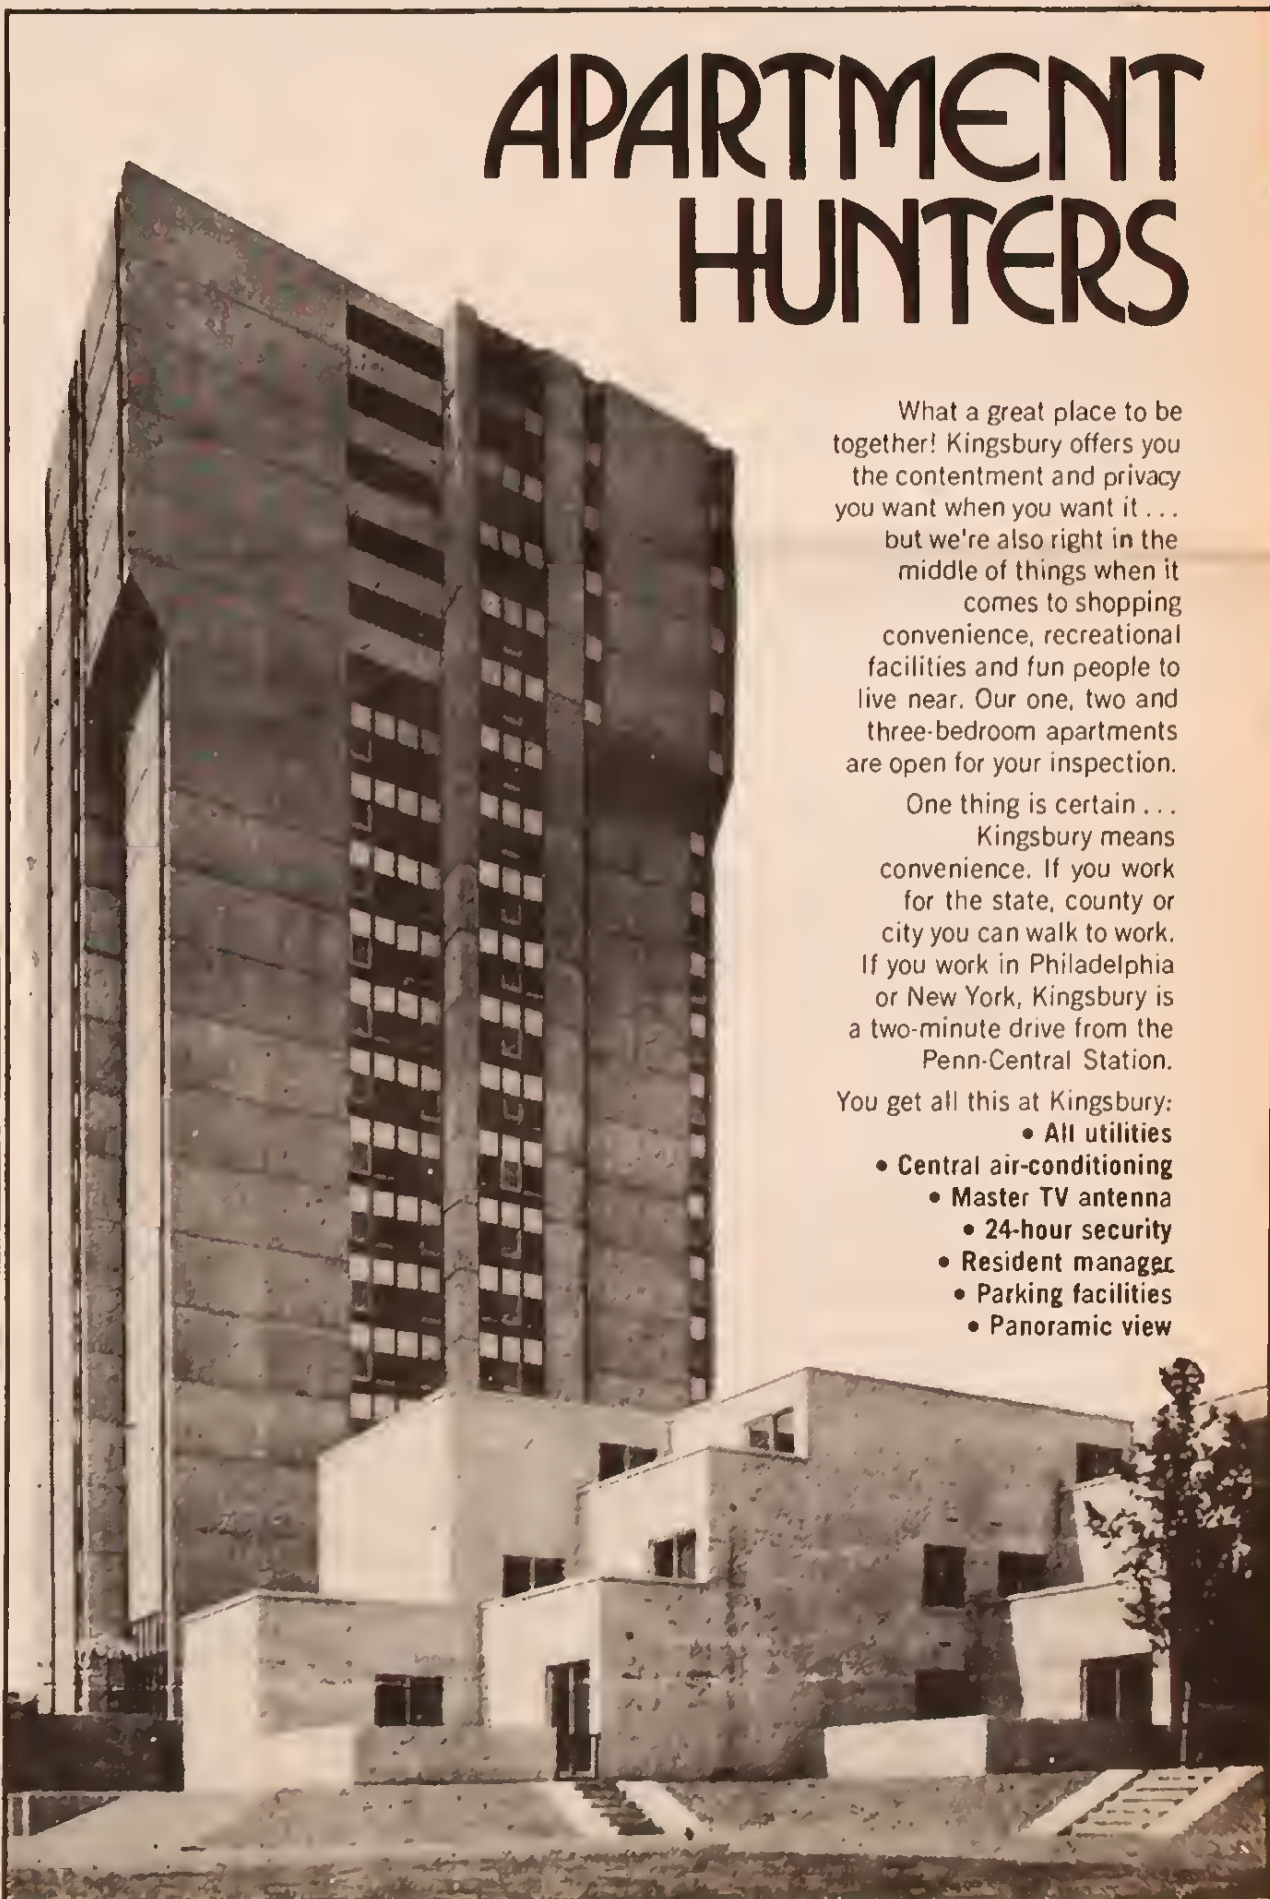 APARTMENT
HUNTERS
What a great place to be
together! Kingsbury offers you
the contentment and privacy
you want when you want it . . .
but we're also right in the
middle of things when it
comes to shopping
convenience, recreational
facilities and fun people to
live near. Our one, two and
three-bedroom apartments
are open for your inspection.
One thing is certain . . .
Kingsbury means
convenience. If you work
for the state, county or
city you can walk to work.
If you work in Philadelphia
or New York, Kingsbury is
a two-minute drive from the
Penn-Central Station.
You get all this at Kingsbury:
• All utilities
• Central air-conditioning
• Master TV antenna
• 24-hour security
• Resident manager
• Parking facilities
• Panoramic view